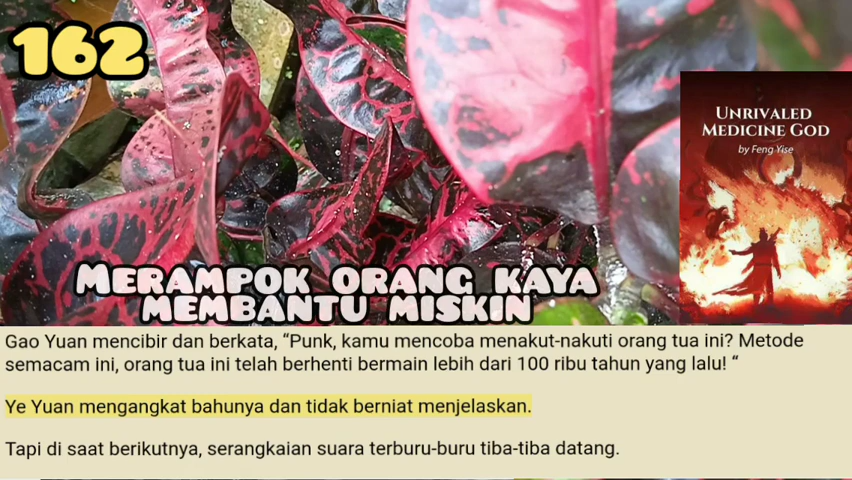 162
UNRIVALED
MEDICINE GOD
by Feng Yise
MERAMPOK ORANG KAYA
MEMBANTU MISKIN
Gao Yuan mencibir dan berkata, “Punk, kamu mencoba menakut-nakuti orang tua ini? Metode
semacam ini, orang tua ini telah berhenti bermain lebih dari 100 ribu tahun yang lalu! “
Ye Yuan mengangkat bahunya dan tidak berniat menjelaskan.
Tapi di saat berikutnya, serangkaian suara terburu-buru tiba-tiba datang.